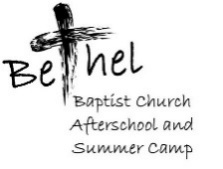 Bethel
Baptist Church
Afterschool and
Summer Camp